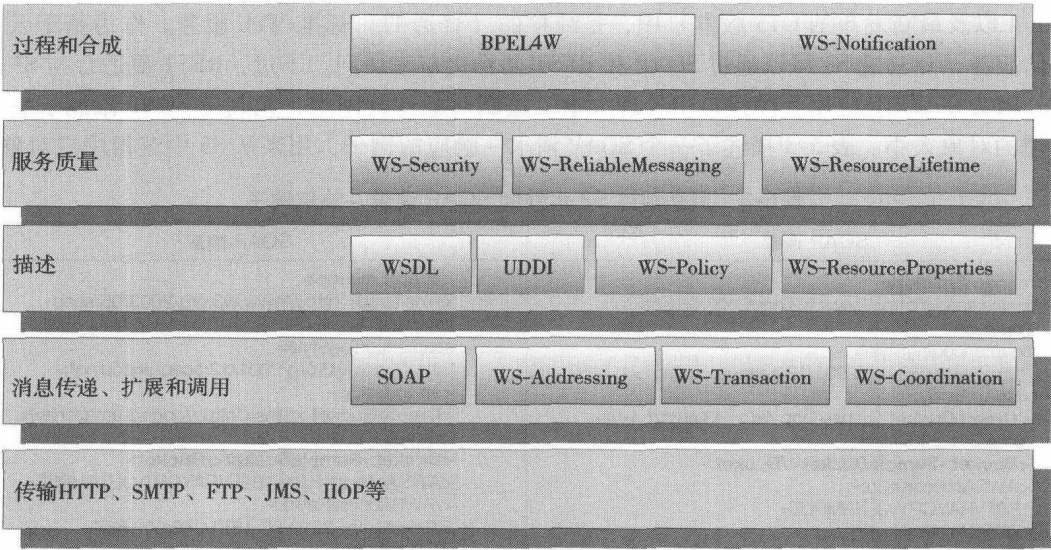 过程和合成 BPEL4W WS-Notification
服务质量 WS-Security WS-ReliableMessaging WS-ResourceLifetime
描述 WSDL UDDI WS-Policy WS-ResourceProperties
消息传递、扩展和调用 SOAP WS-Addressing WS-Transaction WS-Coordination
传输HTTP、SMTP、FTP、JMS、IIOP等